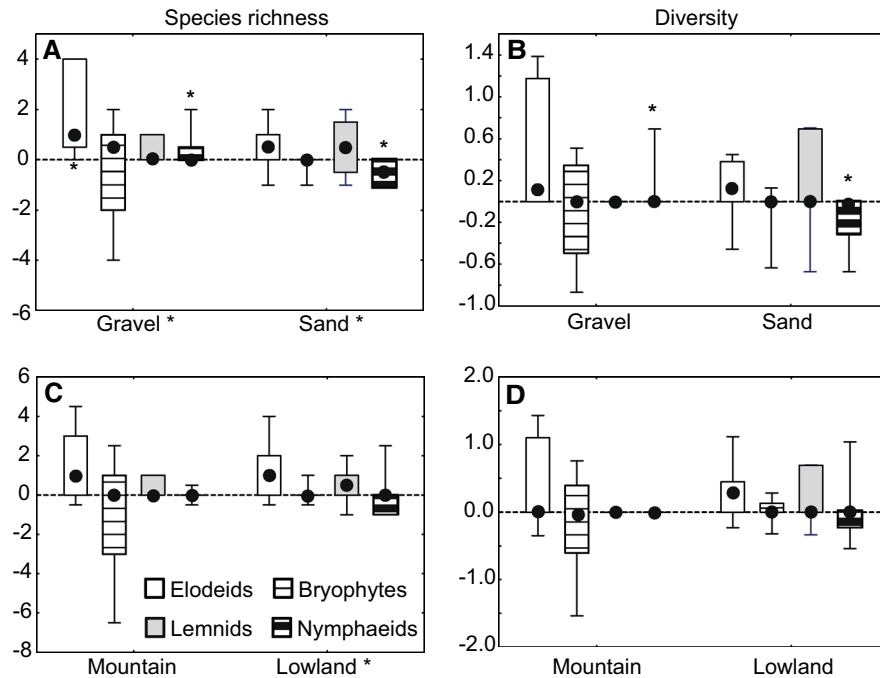 Species richness
Diversity
A
4
2
0
-2
-4
-6
*
*
*
Gravel *
Sand *
B
1.4
1.0
0.6
0.2
-0.2
-0.6
-1.0
*
*
Gravel
Sand
C
6
4
2
0
-2
-4
-6
-8
Elodeids
Bryophytes
Lemnids
Nymphaeids
Mountain
Lowland *
D
2.0
1.0
0.0
-1.0
-2.0
Mountain
Lowland